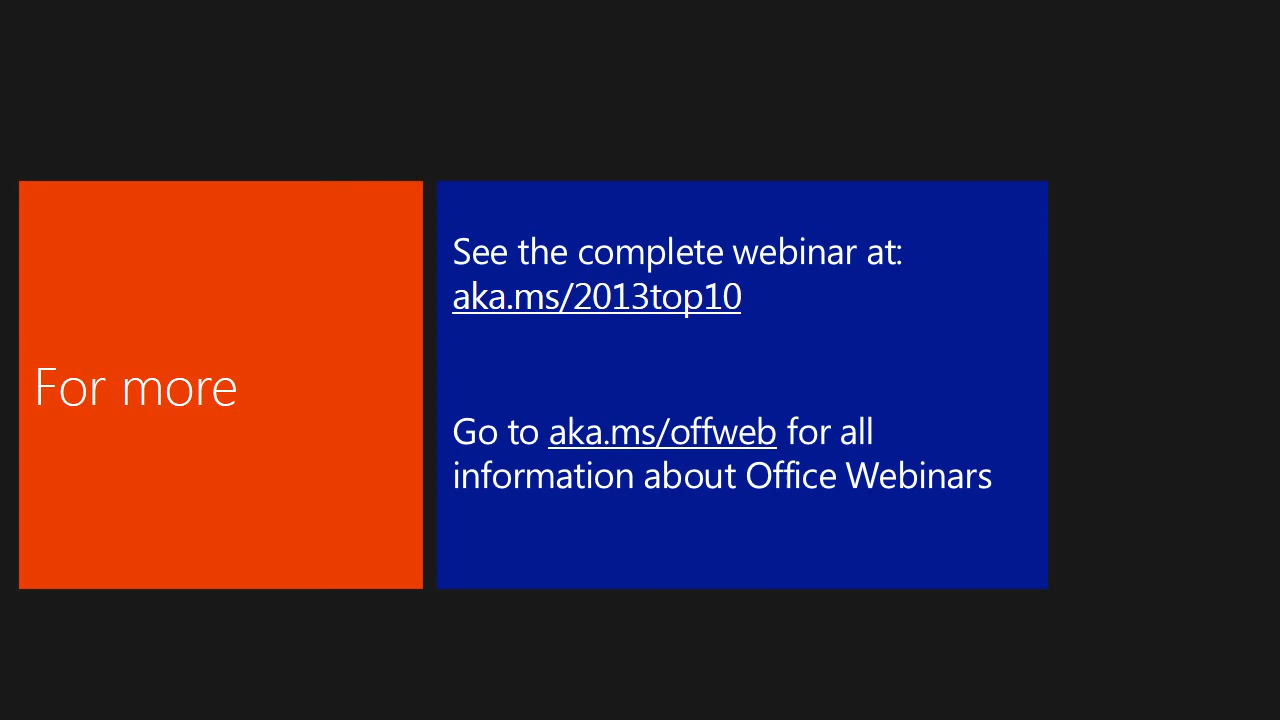 For more
See the complete webinar at:
aka.ms/2013top10
Go to aka.ms/offweb for all
information about Office Webinars